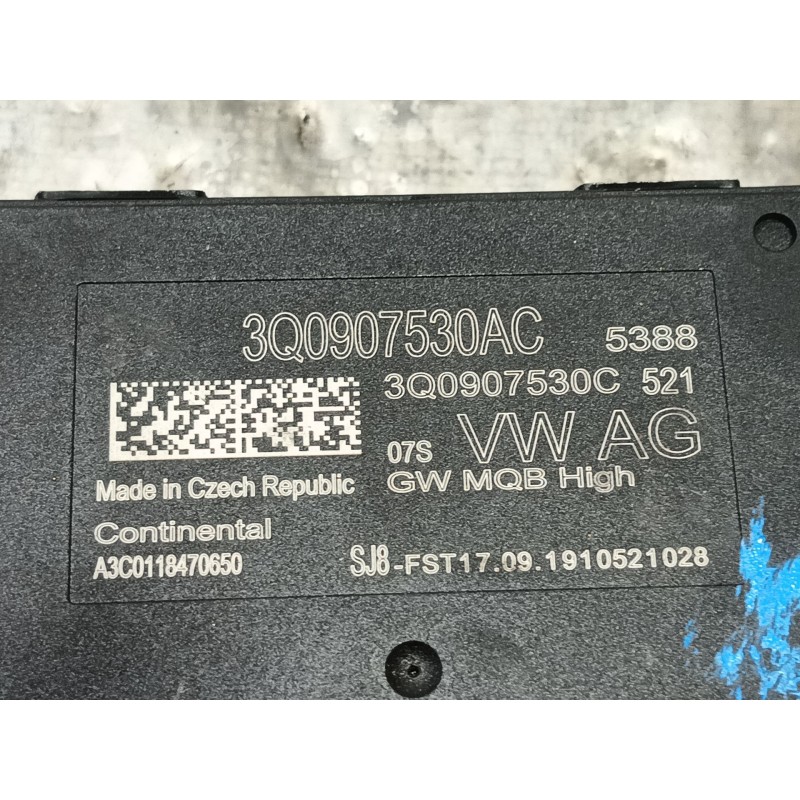 3Q0907530AC 5388
3Q0907530C 521
07S VW AG
GW MQB High
Made in Czech Republic
Continental
A3C0118470650 SJ8-FST17.09.1910521028